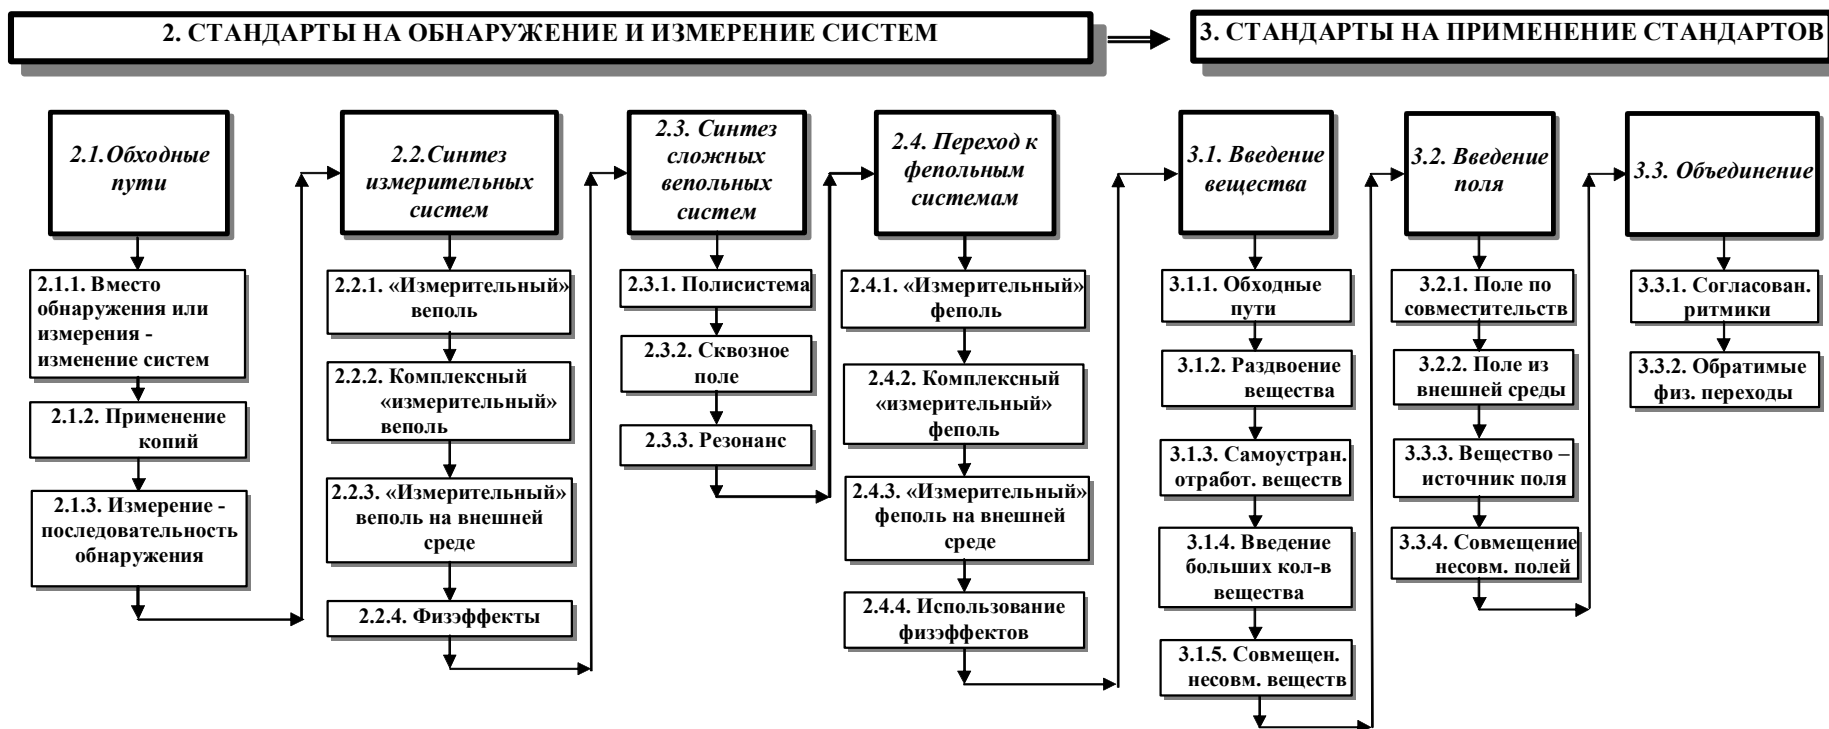 2. СТАНДАРТЫ НА ОБНАРУЖЕНИЕ И ИЗМЕРЕНИЕ СИСТЕМ
3. СТАНДАРТЫ НА ПРИМЕНЕНИЕ СТАНДАРТОВ
2.1.Обходные
пути
2.1.1. Вместо
обнаружения или
измерения -
изменение систем
2.1.2. Применение
копий
2.1.3. Измерение -
последовательность
обнаружения
2.2.Синтез
измерительных
систем
2.2.1. «Измерительный»
веполь
2.2.2. Комплексный
«измерительный»
веполь
2.2.3. «Измерительный»
веполь на внешней
среде
2.2.4. Физэффекты
2.3. Синтез
сложных
вепольных
систем
2.3.1. Полисистема
2.3.2. Сквозное
поле
2.3.3. Резонанс
2.4. Переход к
фепольным
системам
2.4.1. «Измерительный»
феполь
2.4.2. Комплексный
«измерительный»
феполь
2.4.3. «Измерительный»
феполь на внешней
среде
2.4.4. Использование
физэффектов
3.1. Введение
вещества
3.1.1. Обходные
пути
3.1.2. Раздвоение
вещества
3.1.3. Самоустран.
отработ. веществ
3.1.4. Введение
больших кол-в
вещества
3.1.5. Совмещен.
несовм. веществ
3.2. Введение
поля
3.2.1. Поле по
совместительств
3.2.2. Поле из
внешней среды
3.3.3. Вещество –
источник поля
3.3.4. Совмещение
несовм. полей
3.3. Объединение
3.3.1. Согласован.
ритмики
3.3.2. Обратимые
физ. переходы